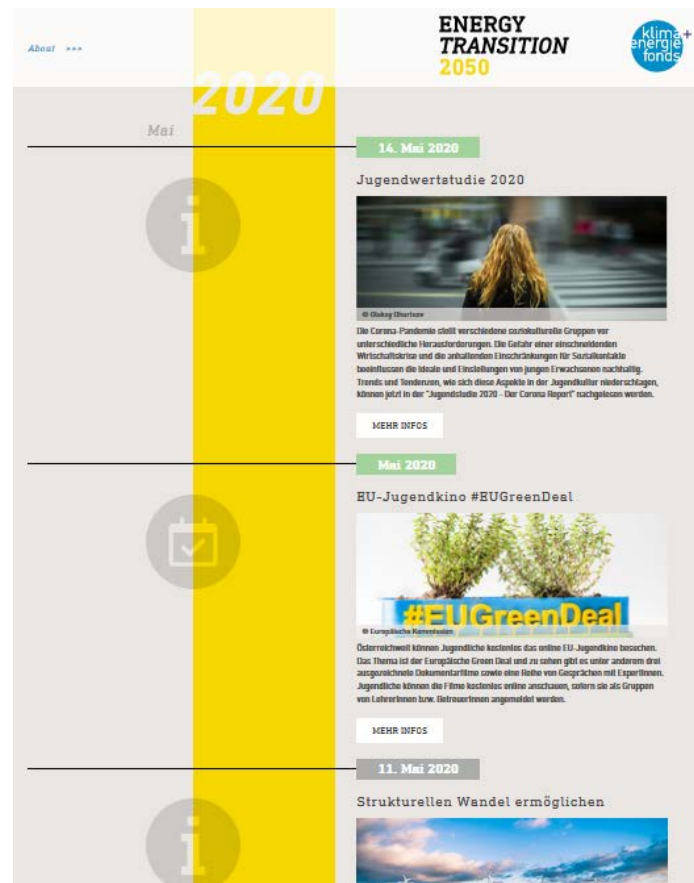 About >>>
ENERGY
TRANSITION
2050
klima+
energie
fonds
2020
Mai
14. Mai 2020
Jugendwertstudie 2020
Die Corona-Pandemie stellt verschiedene soziokulturelle Gruppen vor
unterschiedliche Herausforderungen. Die Gefahr einer einschneidenden
Wirtschaftskrise und die anhaltenden Einschränkungen für Sozialkontakte
beeinflussen die Ideale und Einstellungen von jungen Erwachsenen nachhaltig.
Trends und Tendenzen, wie sich diese Aspekte in der Jugendkultur niederschlagen,
können jetzt in der "Jugendstudie 2020 - Der Corona Report" nachgelesen werden.
MEHR INFOS
Mai 2020
EU-Jugendkino #EUGreenDeal
#EUGreenDeal
© Europäische Kommission
Österreichweit können Jugendliche kostenlos das online EU-Jugendkino besuchen.
Das Thema ist der Europäische Green Deal und zu sehen gibt es unter anderem drei
ausgezeichnete Dokumentarfilme sowie eine Reihe von Gesprächen mit ExpertInnen.
Jugendliche können die Filme kostenlos online anschauen, sofern sie als Gruppen
von LehrerInnen bzw. BetreuerInnen angemeldet werden.
MEHR INFOS
11. Mai 2020
Strukturellen Wandel ermöglichen